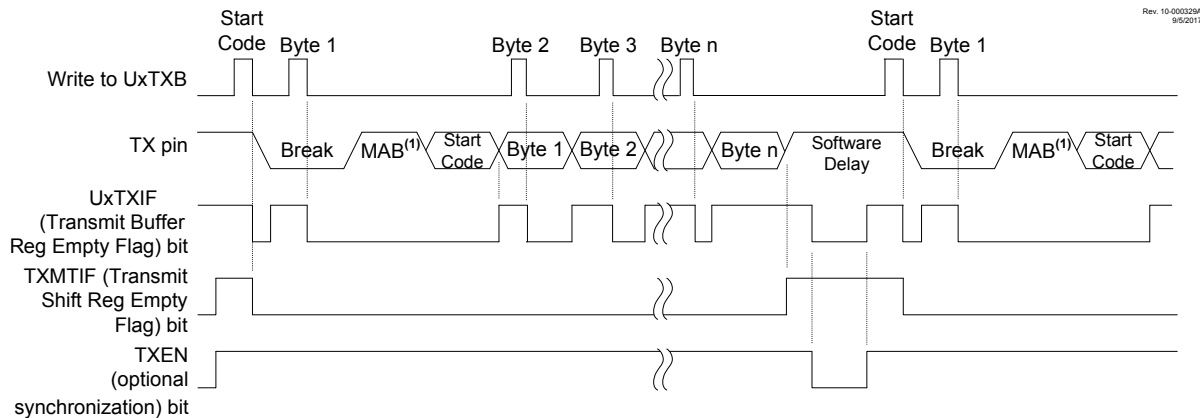 Rev. 10-000329A
9/5/2017
Start
Code
Byte 1
Byte 2
Byte 3
Byte n
Start
Code
Byte 1
Write to UxTXB
TX pin
Break
MAB(1)
Start
Code
Byte 1
Byte 2
Byte n
Software
Delay
Break
MAB(1)
Start
Code
UxTXIF
(Transmit Buffer
Reg Empty Flag) bit
TXMTIF (Transmit
Shift Reg Empty
Flag) bit
TXEN
(optional
synchronization) bit